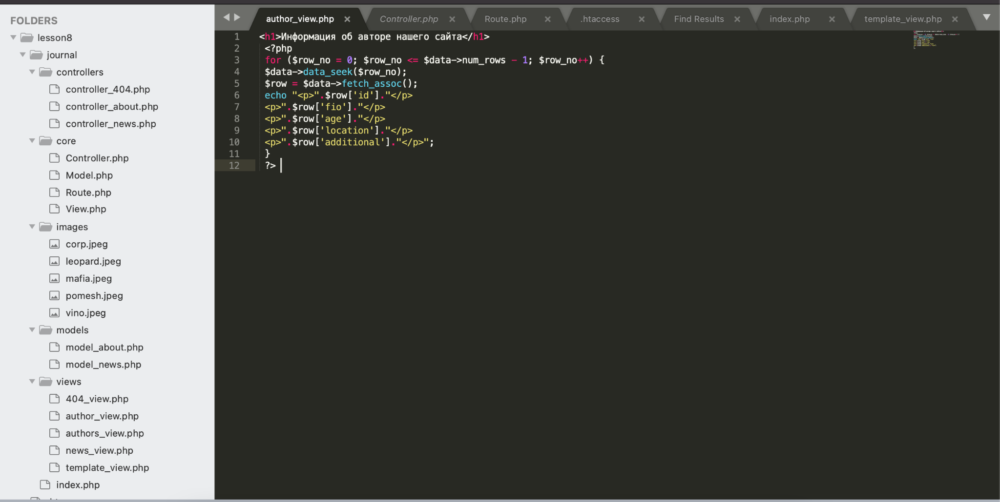 FOLDERS
lesson8
journal
controllers
controller_404.php
controller_about.php
controller_news.php
core
Controller.php
Model.php
Route.php
View.php
images
corp.jpeg
leopard.jpeg
mafia.jpeg
pomesh.jpeg
vino.jpeg
models
model_about.php
model_news.php
views
404_view.php
author_view.php
authors_view.php
news_view.php
template_view.php
index.php
author_view.php × Controller.php × Route.php × .htaccess × Find Results × index.php × template_view.php ×
1 <h1>Информация об авторе нашего сайта</h1>
2 <?php
3 for ($row_no = 0; $row_no <= $data->num_rows - 1; $row_no++) {
4 $data->data_seek($row_no);
5 $row = $data->fetch_assoc();
6 echo "<p>".$row['id']."</p>
7 <p>".$row['fio']."</p>
8 <p>".$row['age']."</p>
9 <p>".$row['location']."</p>
10 <p>".$row['additional']."</p>";
11 }
12 ?>